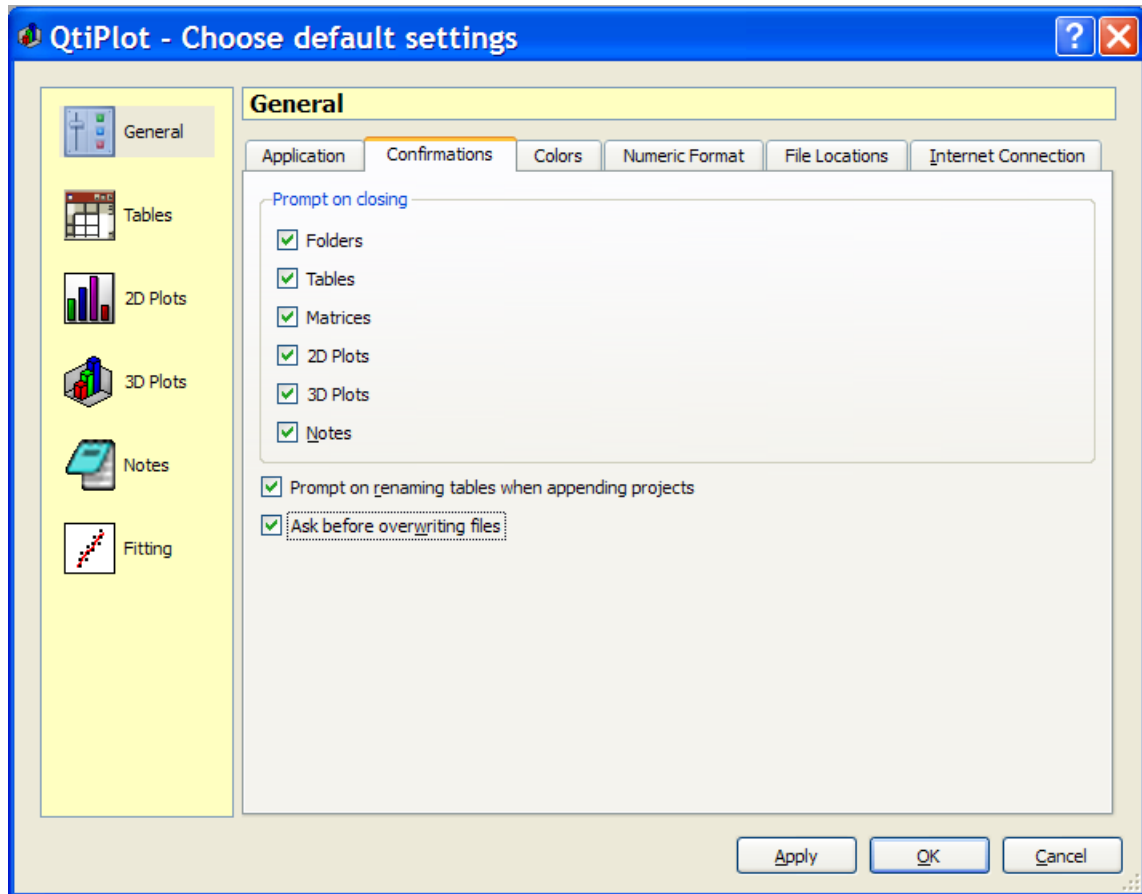 QtiPlot - Choose default settings
General
Tables
2D Plots
3D Plots
Notes
Fitting
General
Application Confirmations Colors Numeric Format File Locations Internet Connection
Prompt on closing
Folders
Tables
Matrices
2D Plots
3D Plots
Notes
Prompt on renaming tables when appending projects
Ask before overwriting files
Apply OK Cancel